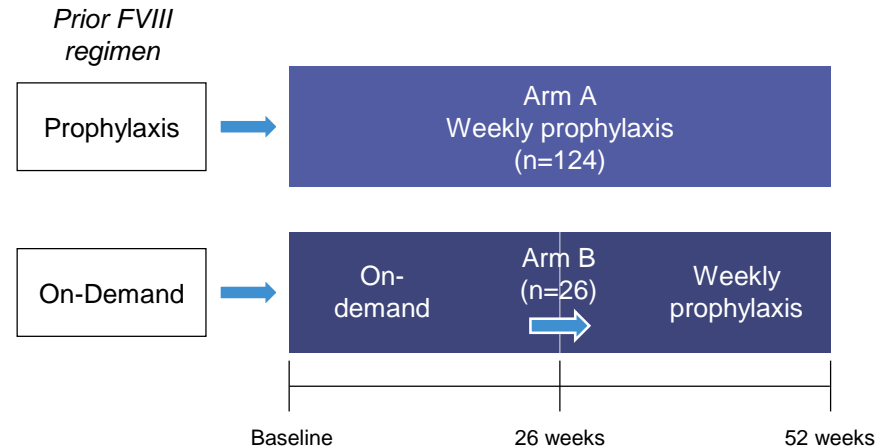 Prior FVIII
regimen
Prophylaxis
Arm A
Weekly prophylaxis
(n=124)
On-Demand
On-
demand
Arm B
(n=26)
Weekly
prophylaxis
Baseline
26 weeks
52 weeks